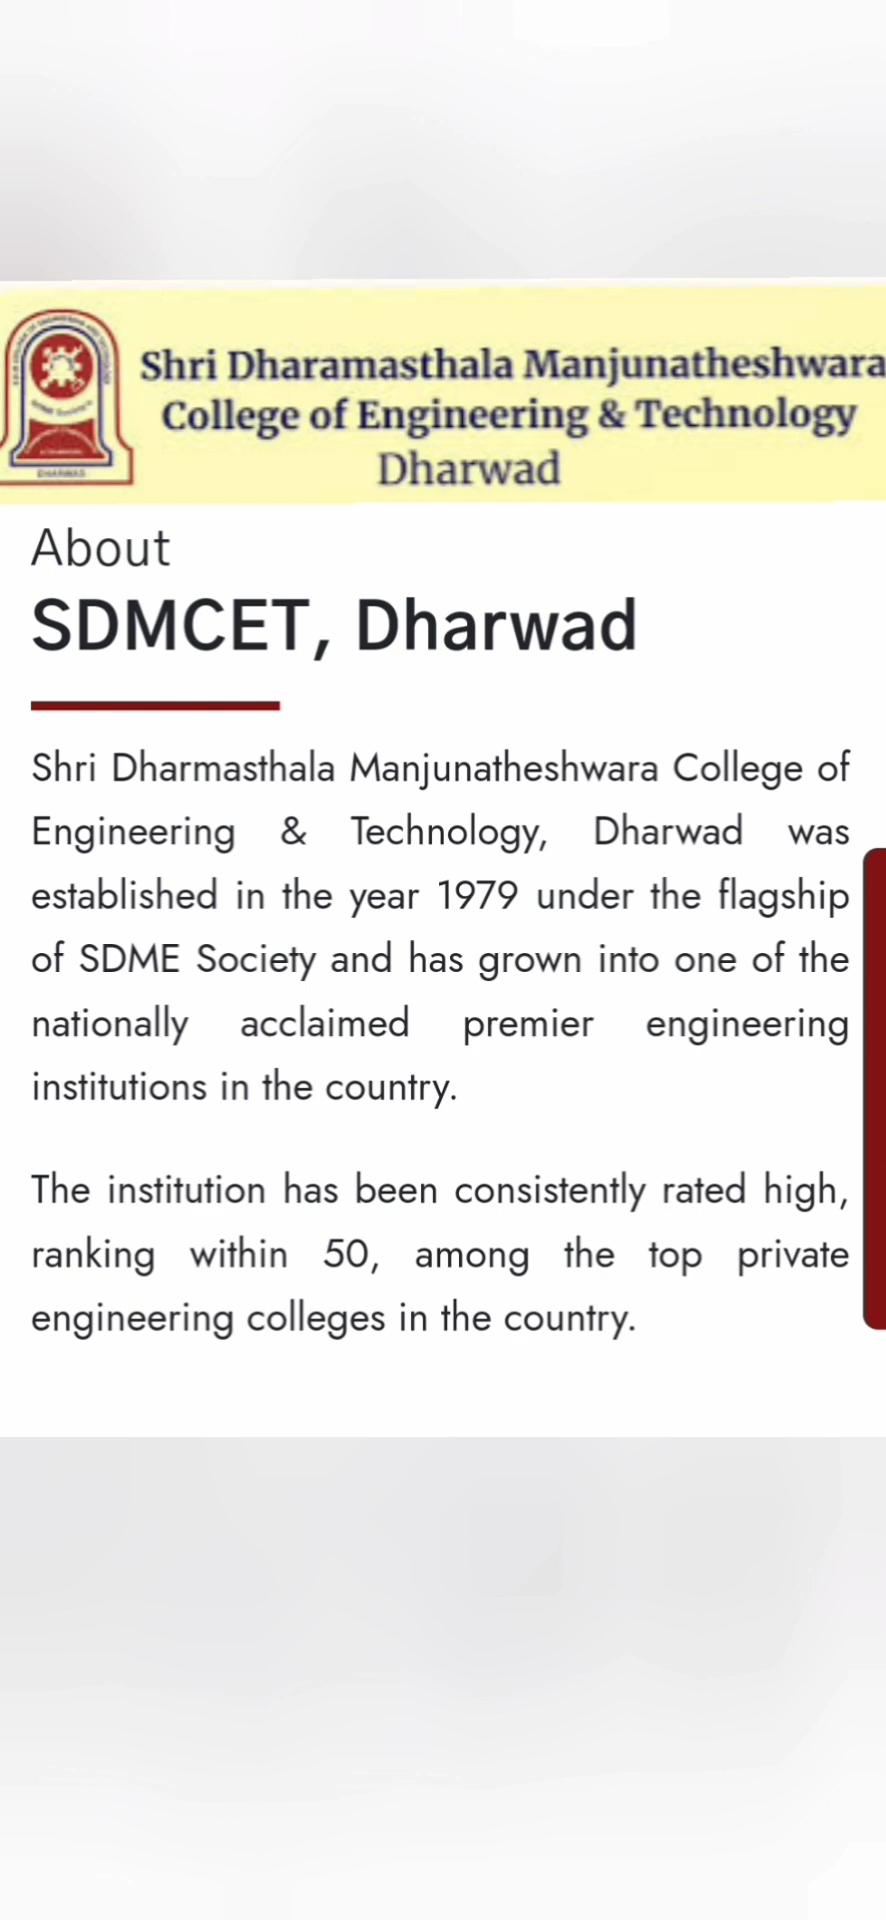 Shri Dharamasthala Manjunatheshwara
College of Engineering & Technology
Dharwad
DHARWAD
About
SDMCET, Dharwad
Shri Dharmasthala Manjunatheshwara College of
Engineering & Technology, Dharwad was
established in the year 1979 under the flagship
of SDME Society and has grown into one of the
nationally acclaimed premier engineering
institutions in the country.
The institution has been consistently rated high,
ranking within 50, among the top private
engineering colleges in the country.